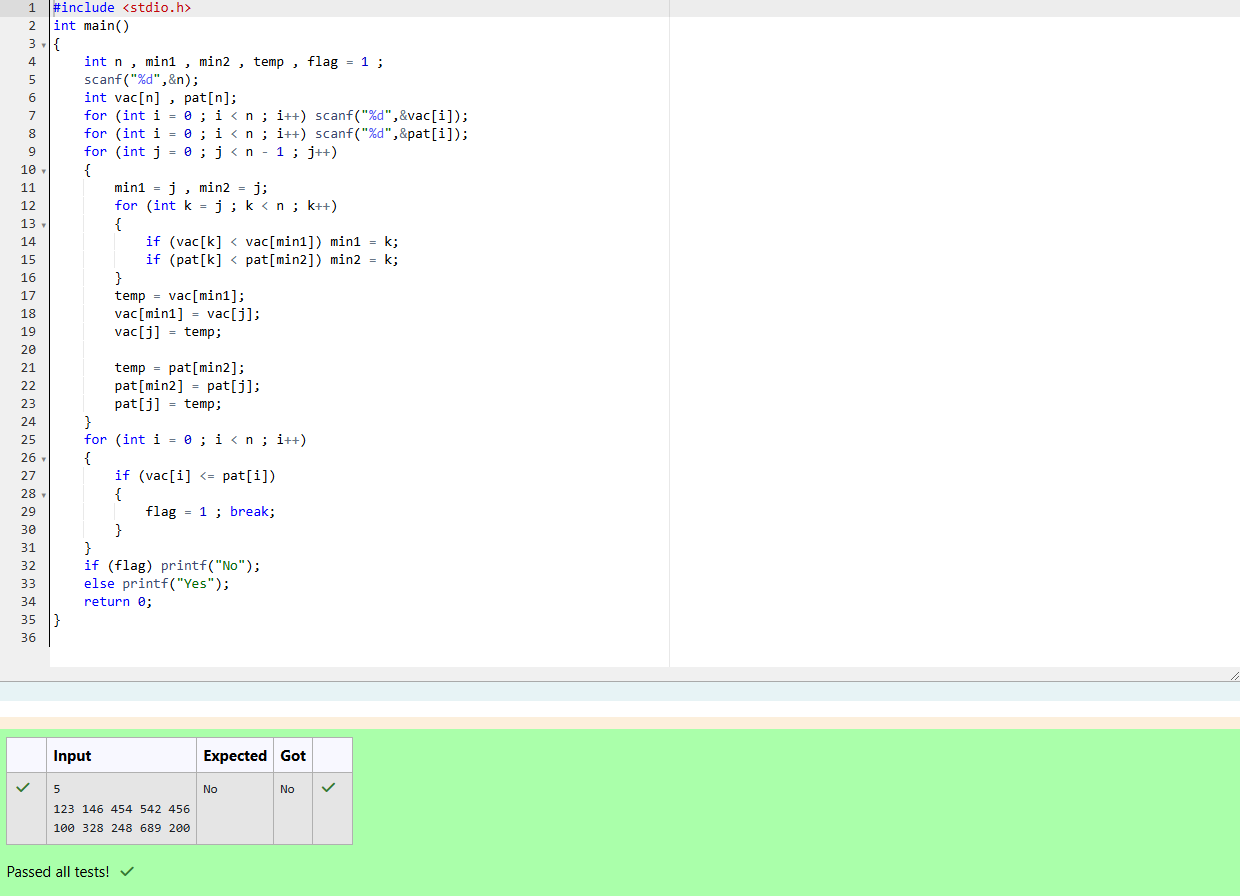 1 #include <stdio.h>
2 int main()
3 {
4     int n , min1 , min2 , temp , flag = 1 ;
5     scanf("%d",&n);
6     int vac[n] , pat[n];
7     for (int i = 0 ; i < n ; i++) scanf("%d",&vac[i]);
8     for (int i = 0 ; i < n ; i++) scanf("%d",&pat[i]);
9     for (int j = 0 ; j < n - 1 ; j++)
10     {
11         min1 = j , min2 = j;
12         for (int k = j ; k < n ; k++)
13         {
14             if (vac[k] < vac[min1]) min1 = k;
15             if (pat[k] < pat[min2]) min2 = k;
16         }
17         temp = vac[min1];
18         vac[min1] = vac[j];
19         vac[j] = temp;
20
21         temp = pat[min2];
22         pat[min2] = pat[j];
23         pat[j] = temp;
24     }
25     for (int i = 0 ; i < n ; i++)
26     {
27         if (vac[i] <= pat[i])
28         {
29             flag = 1 ; break;
30         }
31     }
32     if (flag) printf("No");
33     else printf("Yes");
34     return 0;
35 }
36
Input Expected Got
5 No No
123 146 454 542 456
100 328 248 689 200
Passed all tests!